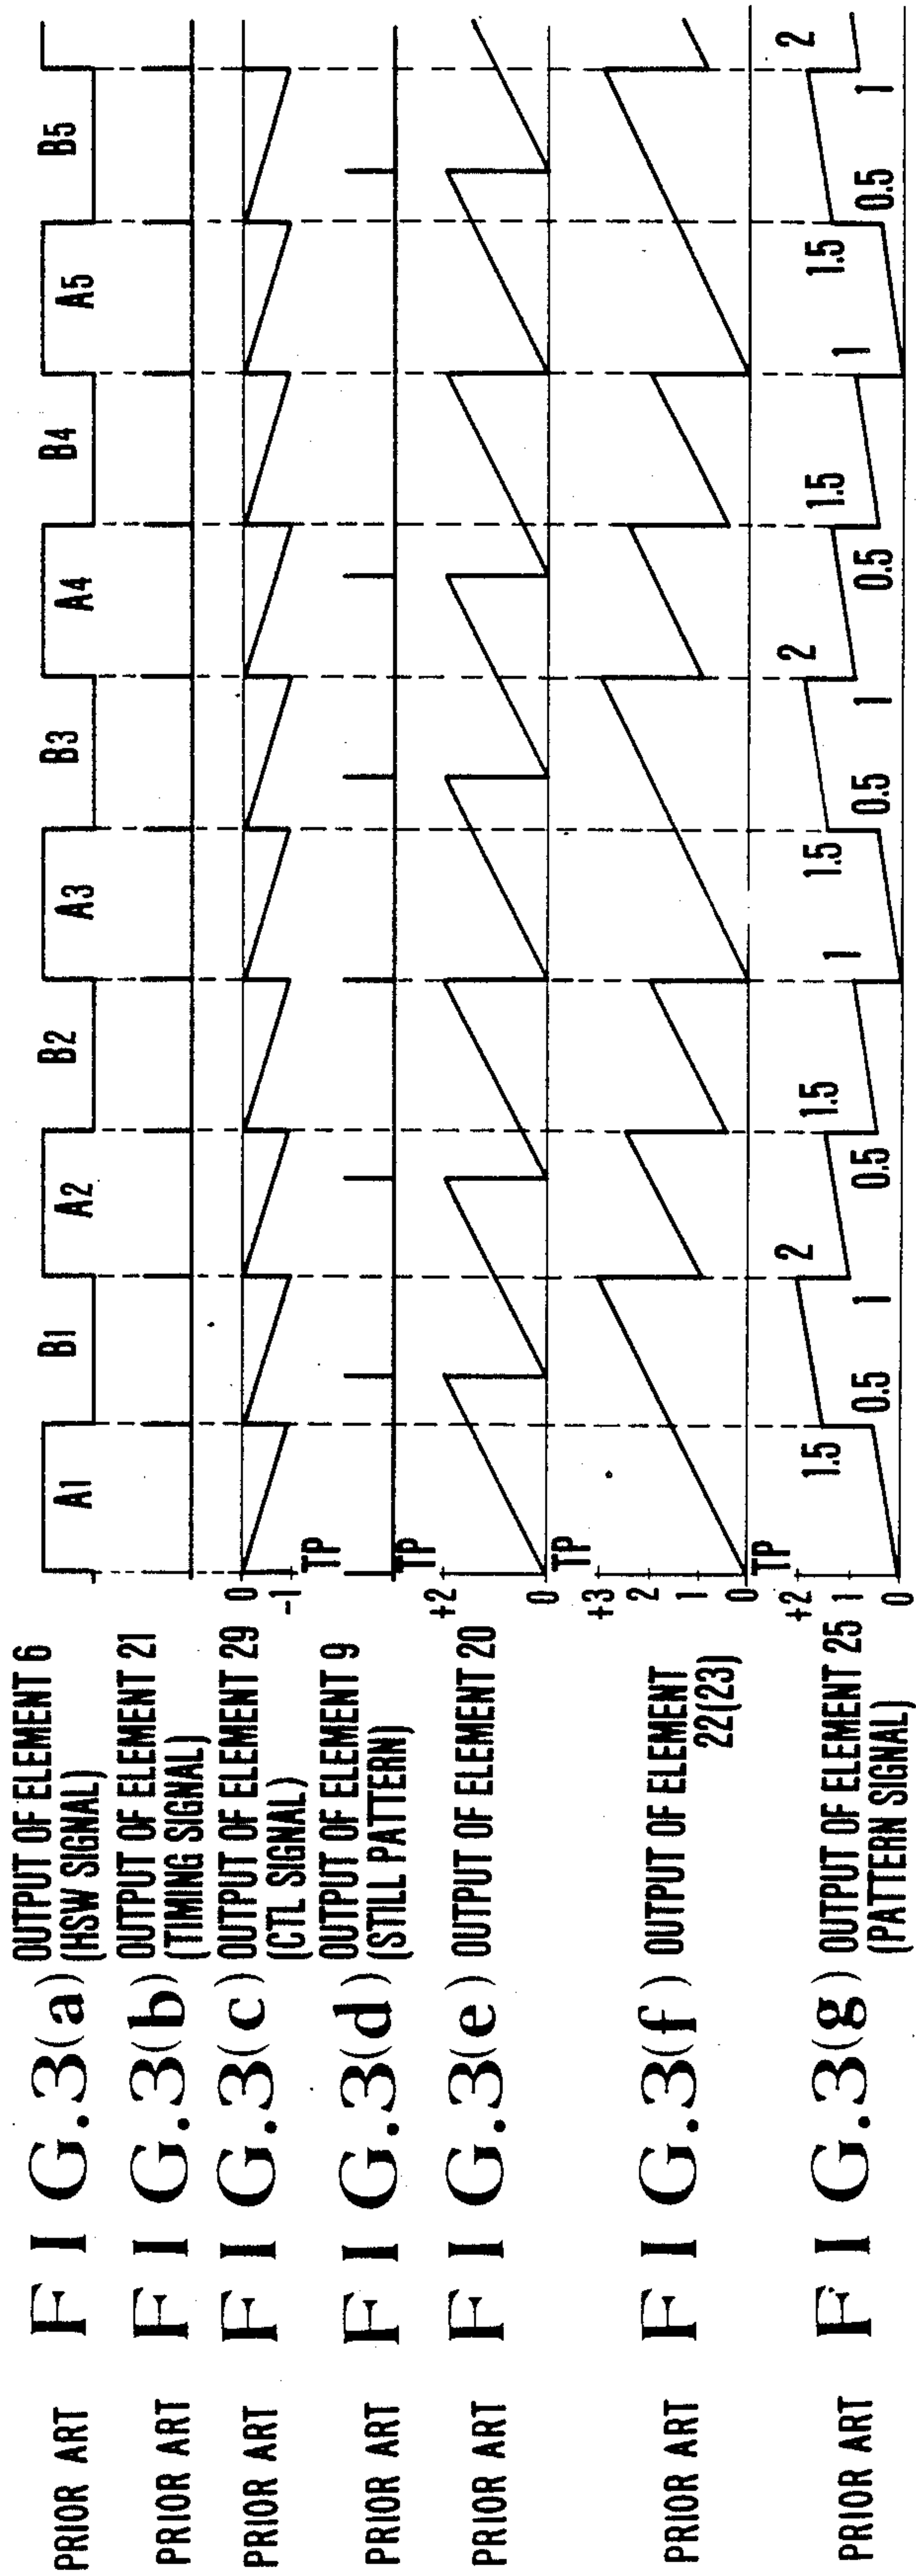 PRIOR ART FIG.3(a) OUTPUT OF ELEMENT 6
(HSW SIGNAL)
A1 B1 A2 B2 A3 B3 A4 B4 A5 B5
PRIOR ART FIG.3(b) OUTPUT OF ELEMENT 21
(TIMING SIGNAL)
PRIOR ART FIG.3(c) OUTPUT OF ELEMENT 29
(CTL SIGNAL)
0
-1
TP
PRIOR ART FIG.3(d) OUTPUT OF ELEMENT 9
(STILL PATTERN)
TP
PRIOR ART FIG.3(e) OUTPUT OF ELEMENT 20
+2
0
TP
PRIOR ART FIG.3(f) OUTPUT OF ELEMENT
22(23)
+3
2
1
0
TP
PRIOR ART FIG.3(g) OUTPUT OF ELEMENT 25
(PATTERN SIGNAL)
+2
1
0
1.5 2 1.5 1 1.5 2 1.5 1 1.5 2
0.5 1 0.5 0.5 1 0.5 0.5 1